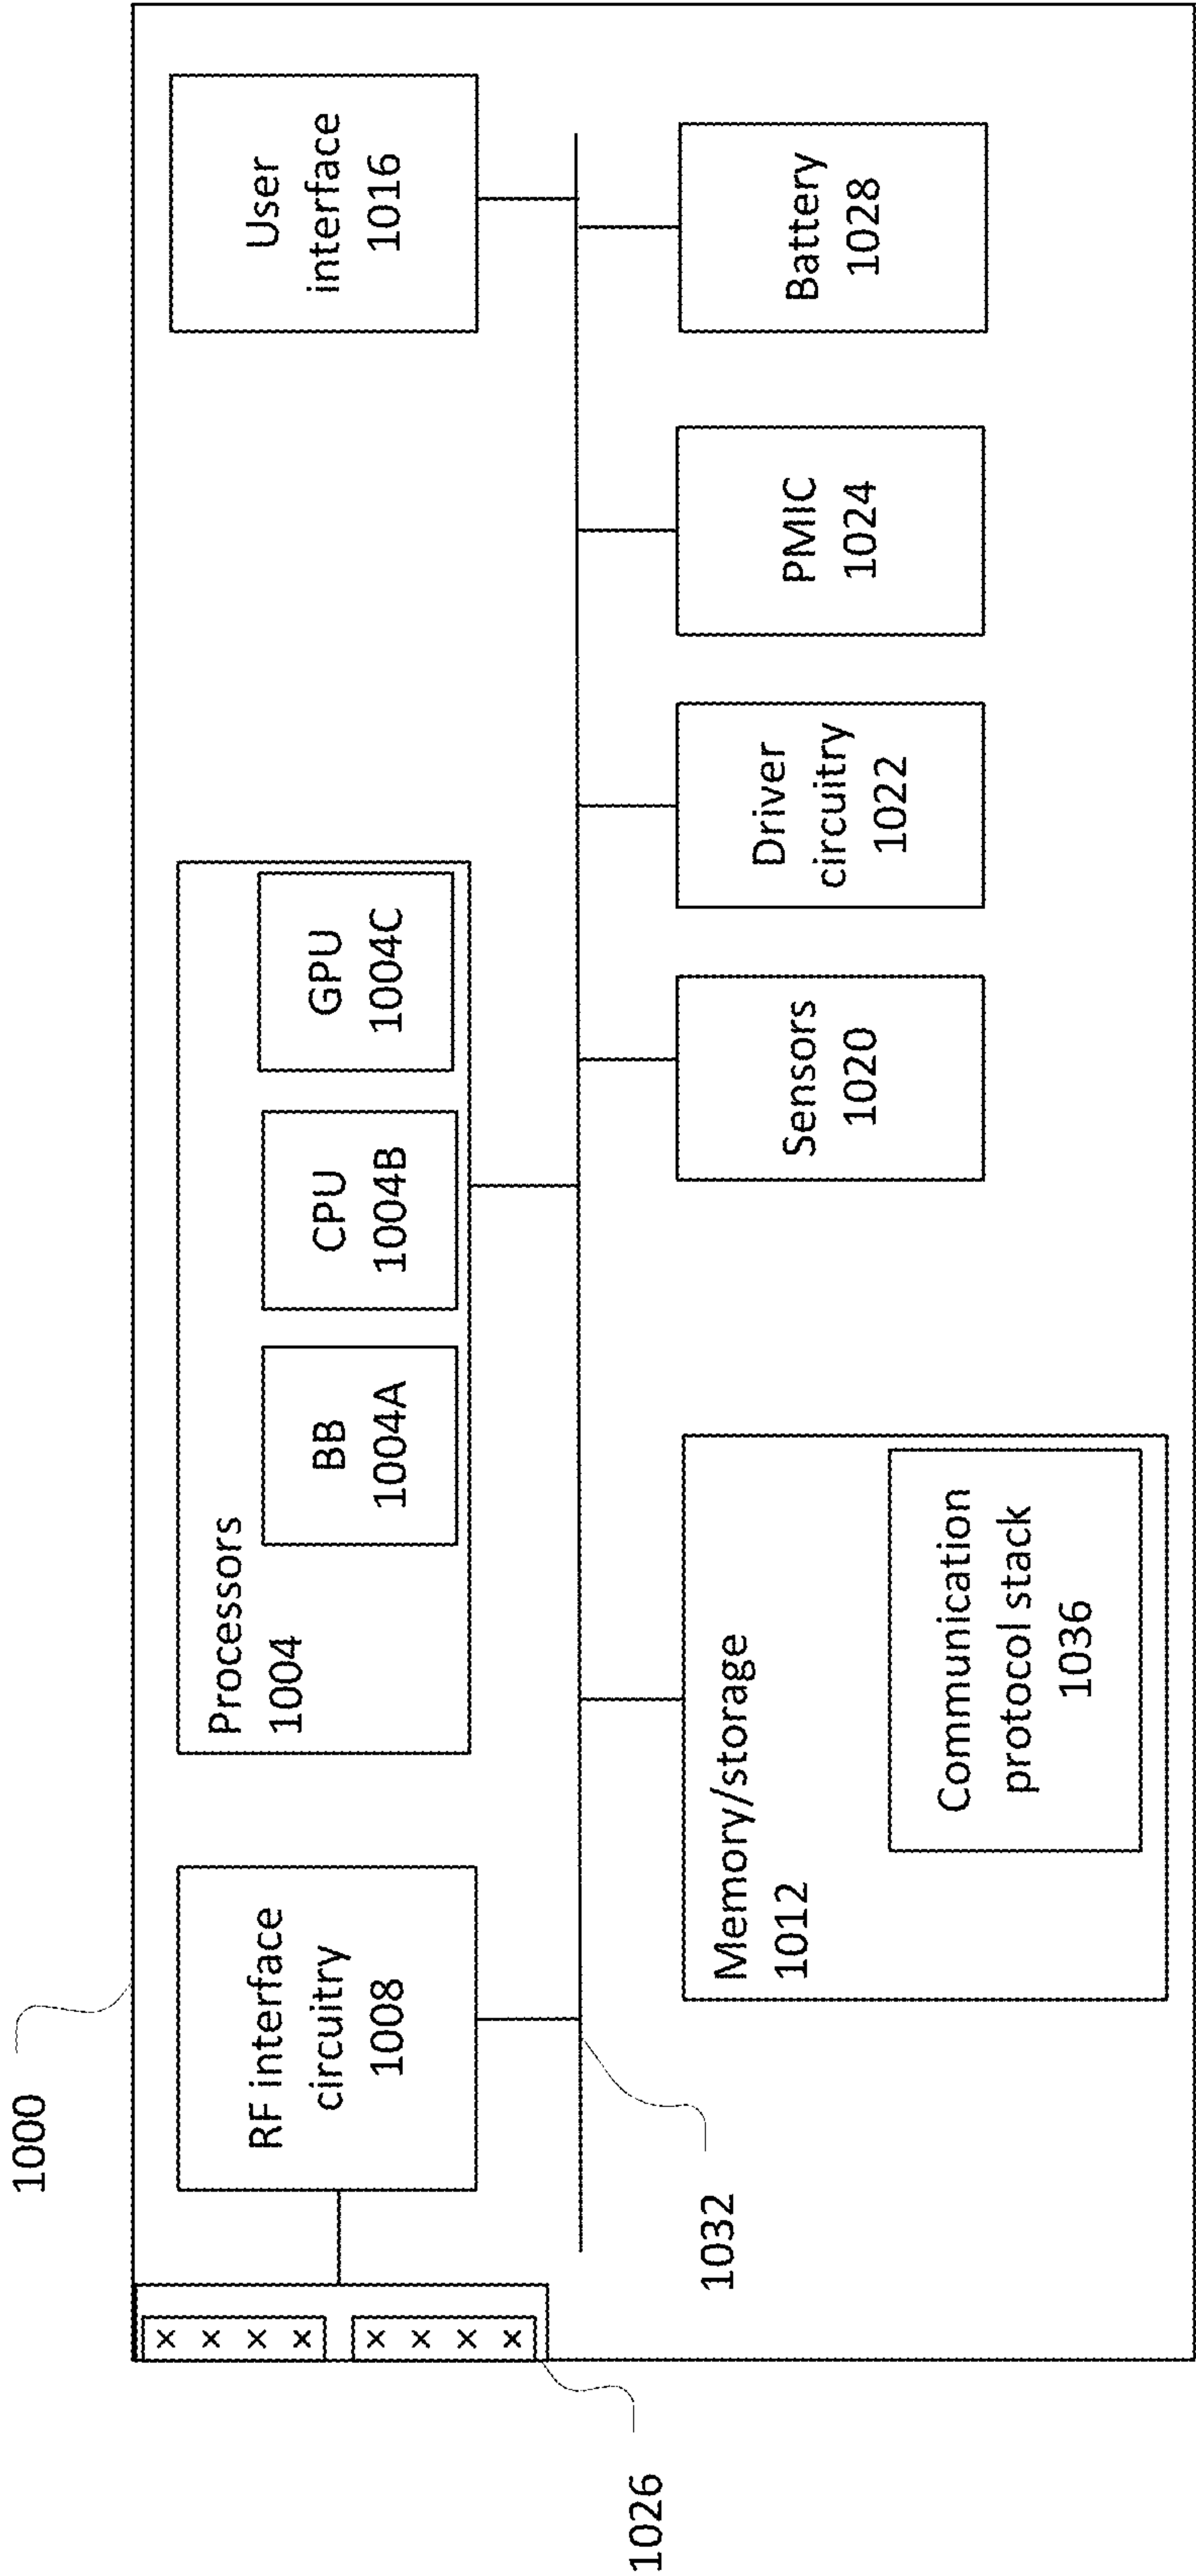 1000
RF interface
circuitry
1008
Processors
1004
BB
1004A
CPU
1004B
GPU
1004C
User
interface
1016
× × × ×
× × × ×
1026
1032
Memory/storage
1012
Communication
protocol stack
1036
Sensors
1020
Driver
circuitry
1022
PMIC
1024
Battery
1028